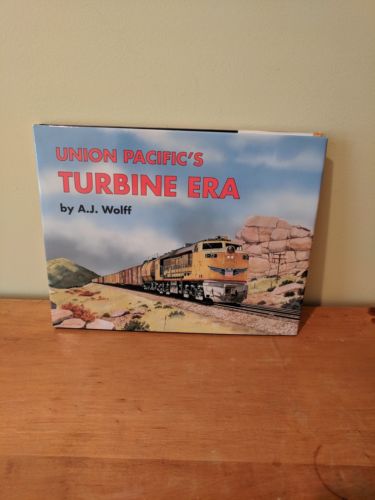 UNION PACIFIC'S
TURBINE ERA
by A.J. Wolff